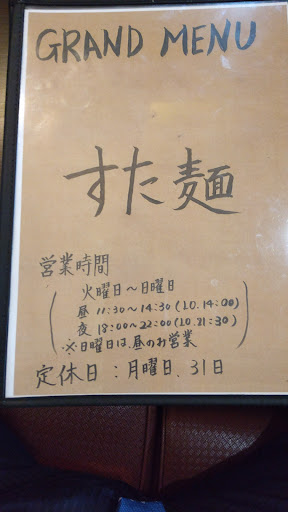 GRAND MENU
すた麺
営業時間
火曜日～日曜日
昼 11:30～14:30 (LO.14:00)
夜 18:00～22:00 (LO.21:30)
※日曜日は、昼のお営業
定休日:月曜日、31日